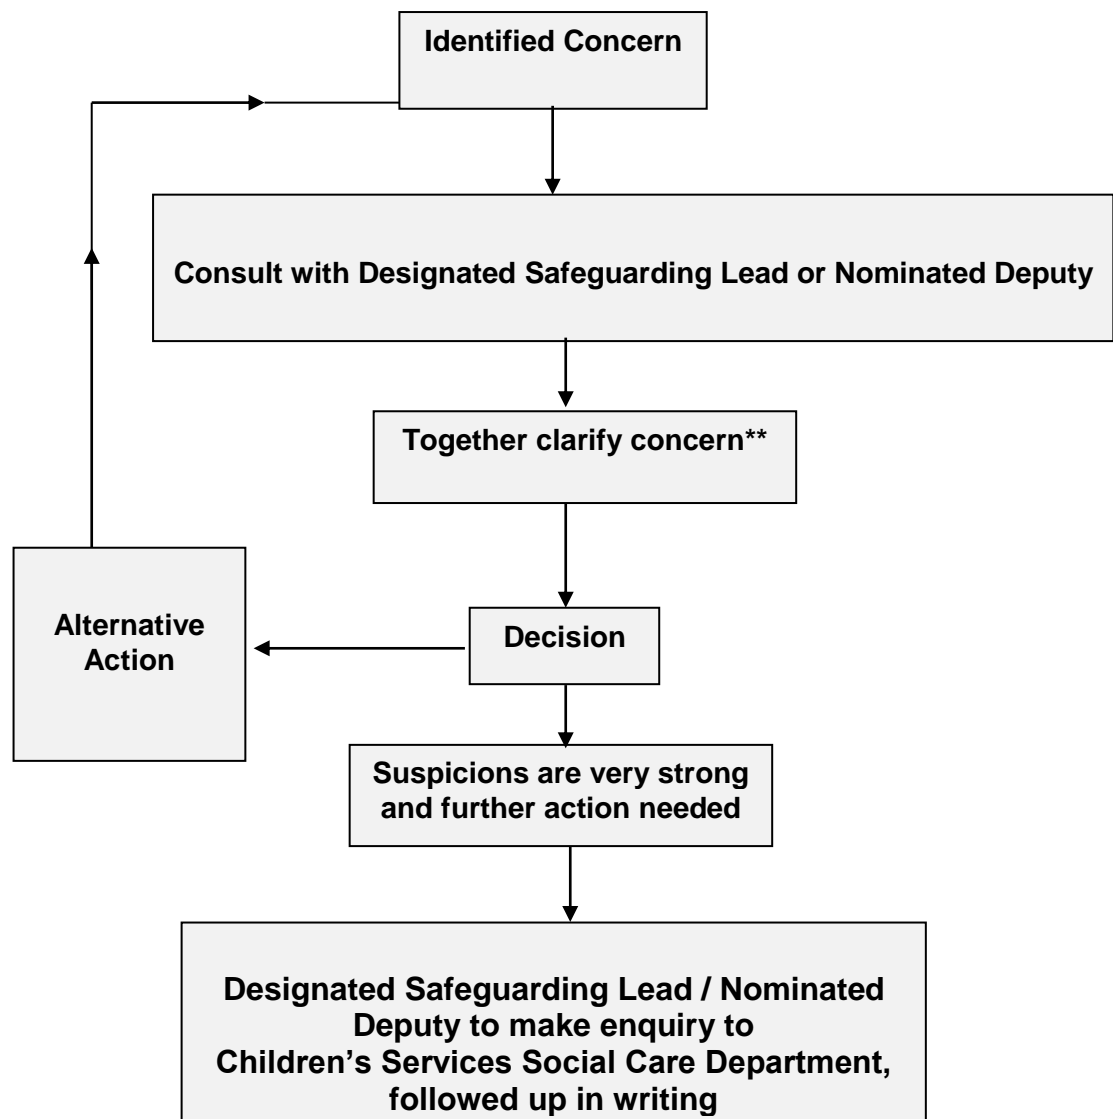 Identified Concern
Consult with Designated Safeguarding Lead or Nominated Deputy
Together clarify concern**
Alternative
Action
Decision
Suspicions are very strong
and further action needed
Designated Safeguarding Lead / Nominated
Deputy to make enquiry to
Children’s Services Social Care Department,
followed up in writing